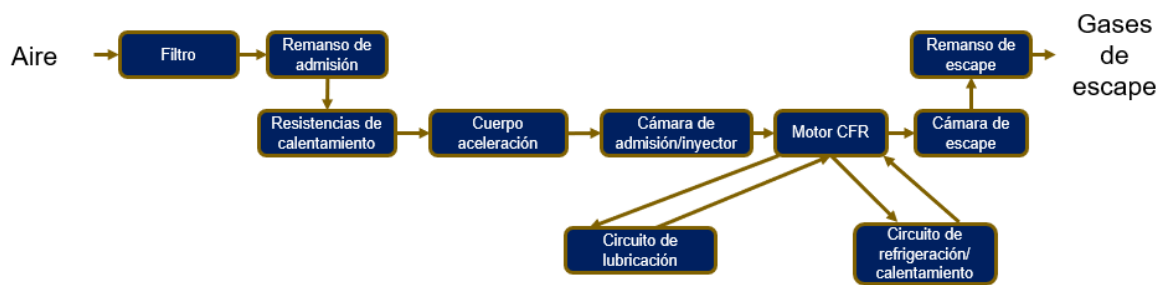 Aire
Filtro
Remanso de
admisión
Resistencias de
calentamiento
Cuerpo
aceleración
Cámara de
admisión/inyector
Motor CFR
Cámara de
escape
Remanso de
escape
Gases
de
escape
Circuito de
lubricación
Circuito de
refrigeración/
calentamiento